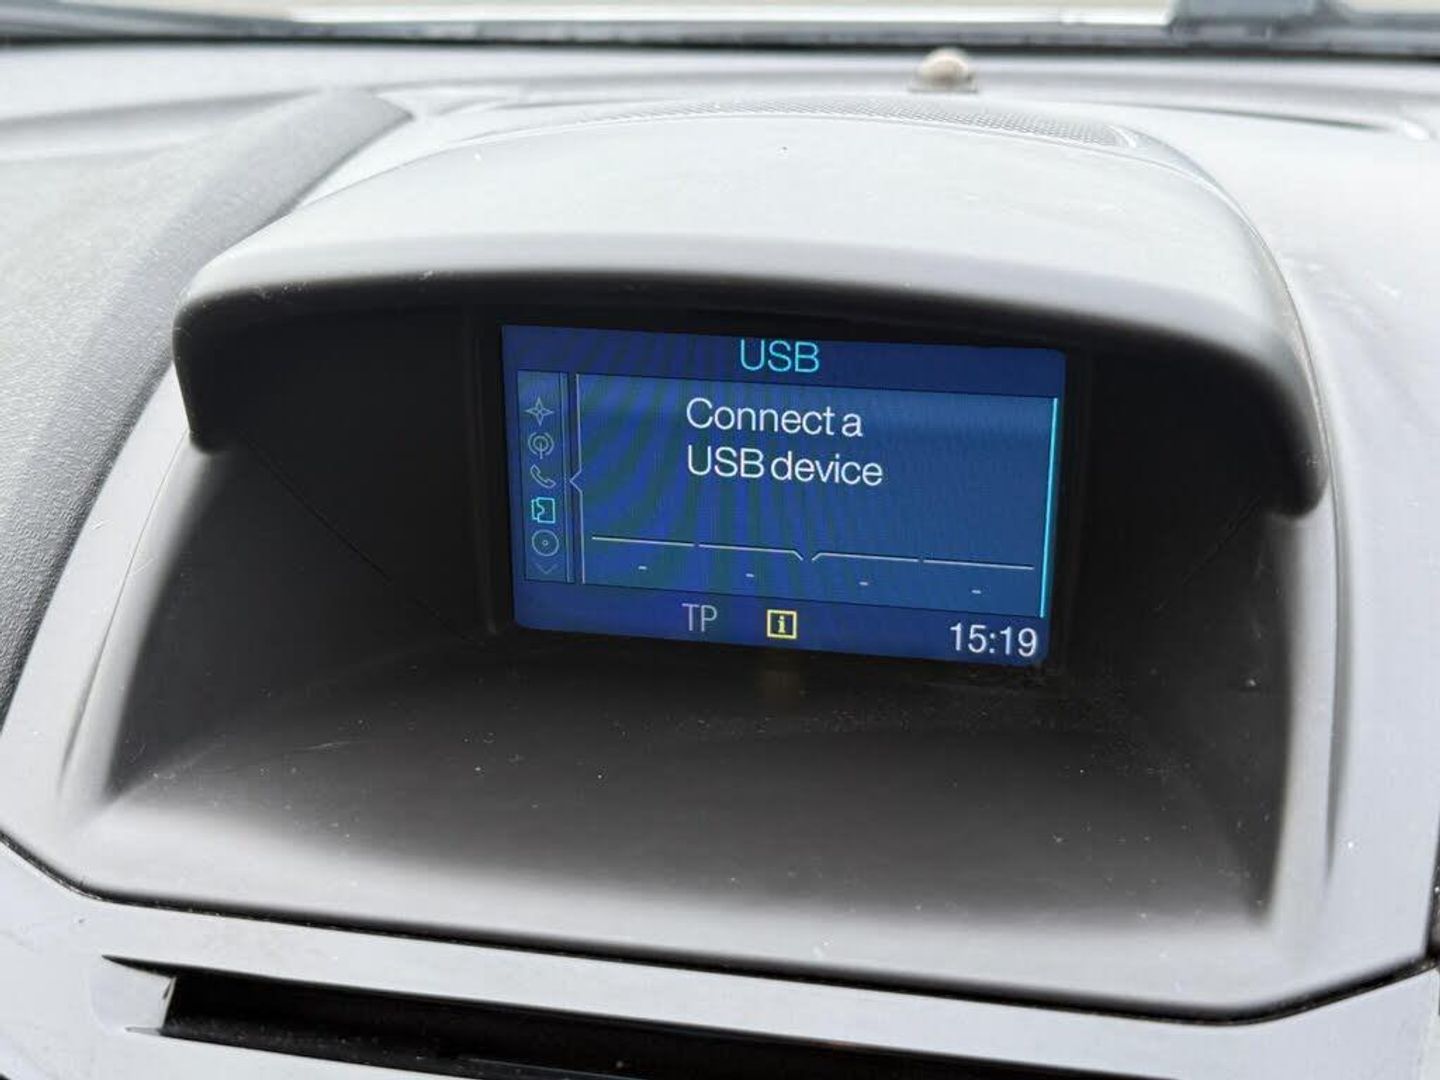 USB
Connect a
USB device
- - - -
TP i 15:19